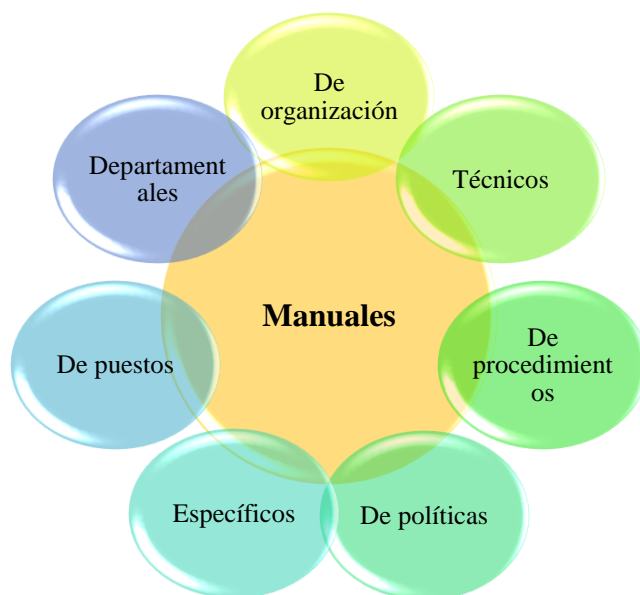 De
organización
Técnicos
De
procedimient
os
De políticas
Específicos
De puestos
Departament
ales
Manuales